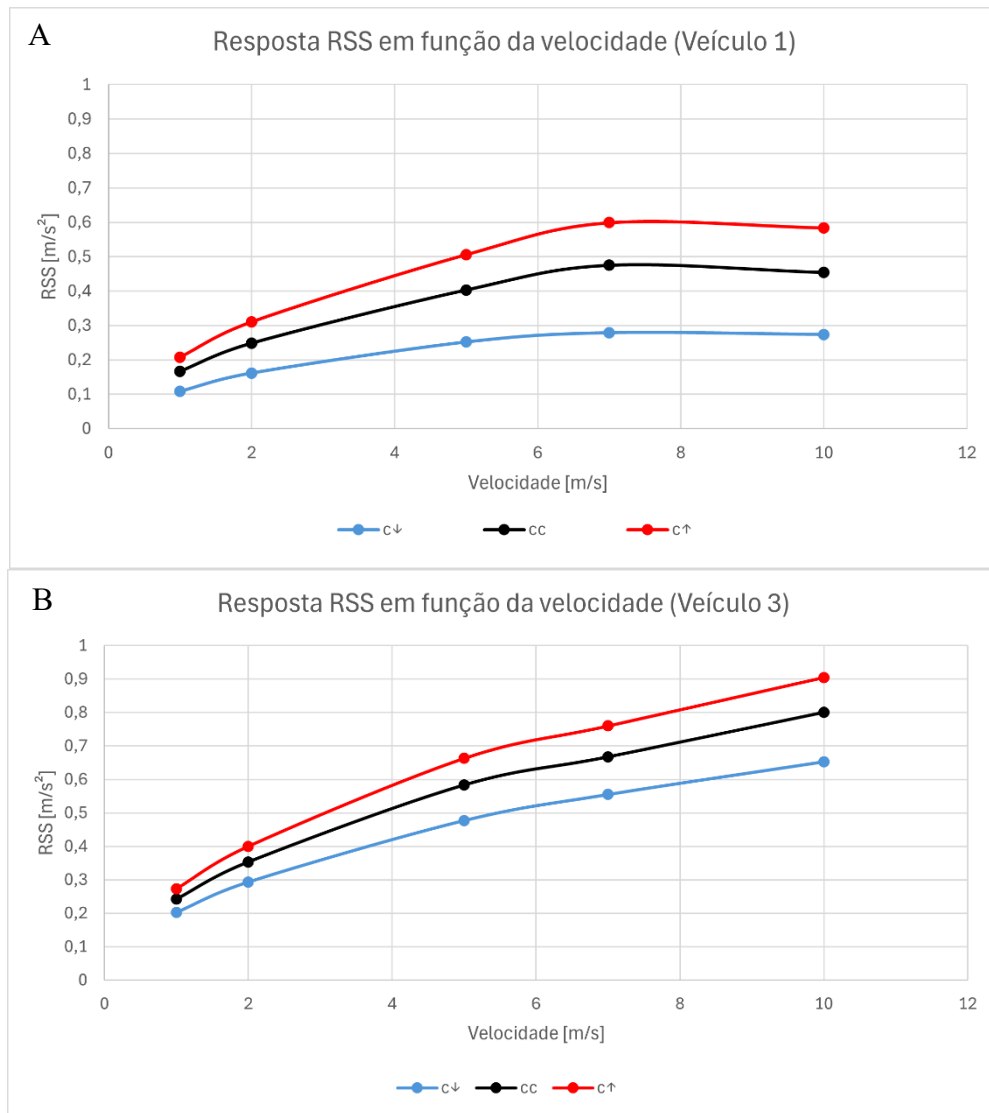 A
Resposta RSS em função da velocidade (Veículo 1)
1
0,9
0,8
0,7
0,6
0,5
0,4
0,3
0,2
0,1
0
RSS [m/s²]
0 2 4 6 8 10 12
Velocidade [m/s]
c↓ cc c↑
B
Resposta RSS em função da velocidade (Veículo 3)
1
0,9
0,8
0,7
0,6
0,5
0,4
0,3
0,2
0,1
0
RSS [m/s²]
0 2 4 6 8 10 12
Velocidade [m/s]
c↓ cc c↑